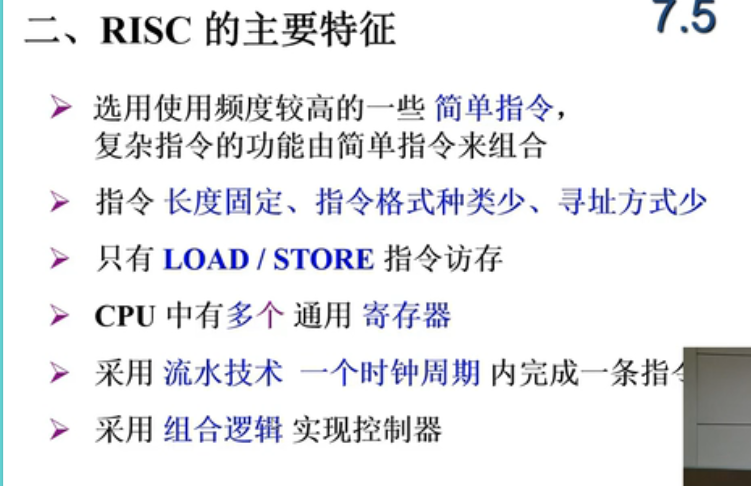 二、RISC 的主要特征
7.5
选用使用频度较高的一些 简单指令，
复杂指令的功能由简单指令来组合
指令 长度固定、指令格式种类少、寻址方式少
只有 LOAD / STORE 指令访存
CPU 中有多个 通用 寄存器
采用 流水技术 一个时钟周期 内完成一条指
采用 组合逻辑 实现控制器